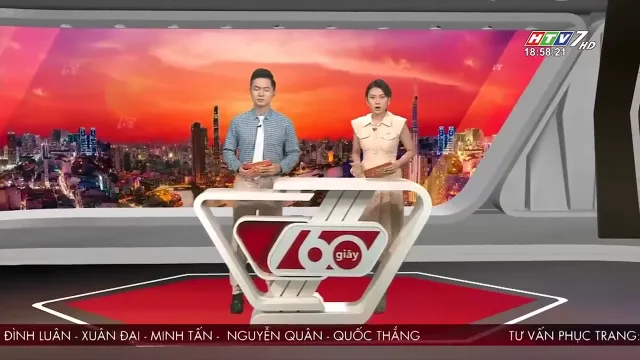 HTV7 HD
18:58:21
60 giây
ĐÌNH LUÂN - XUÂN ĐẠI - MINH TẤN - NGUYỄN QUÂN - QUỐC THẮNG TƯ VẤN PHỤC TRANG